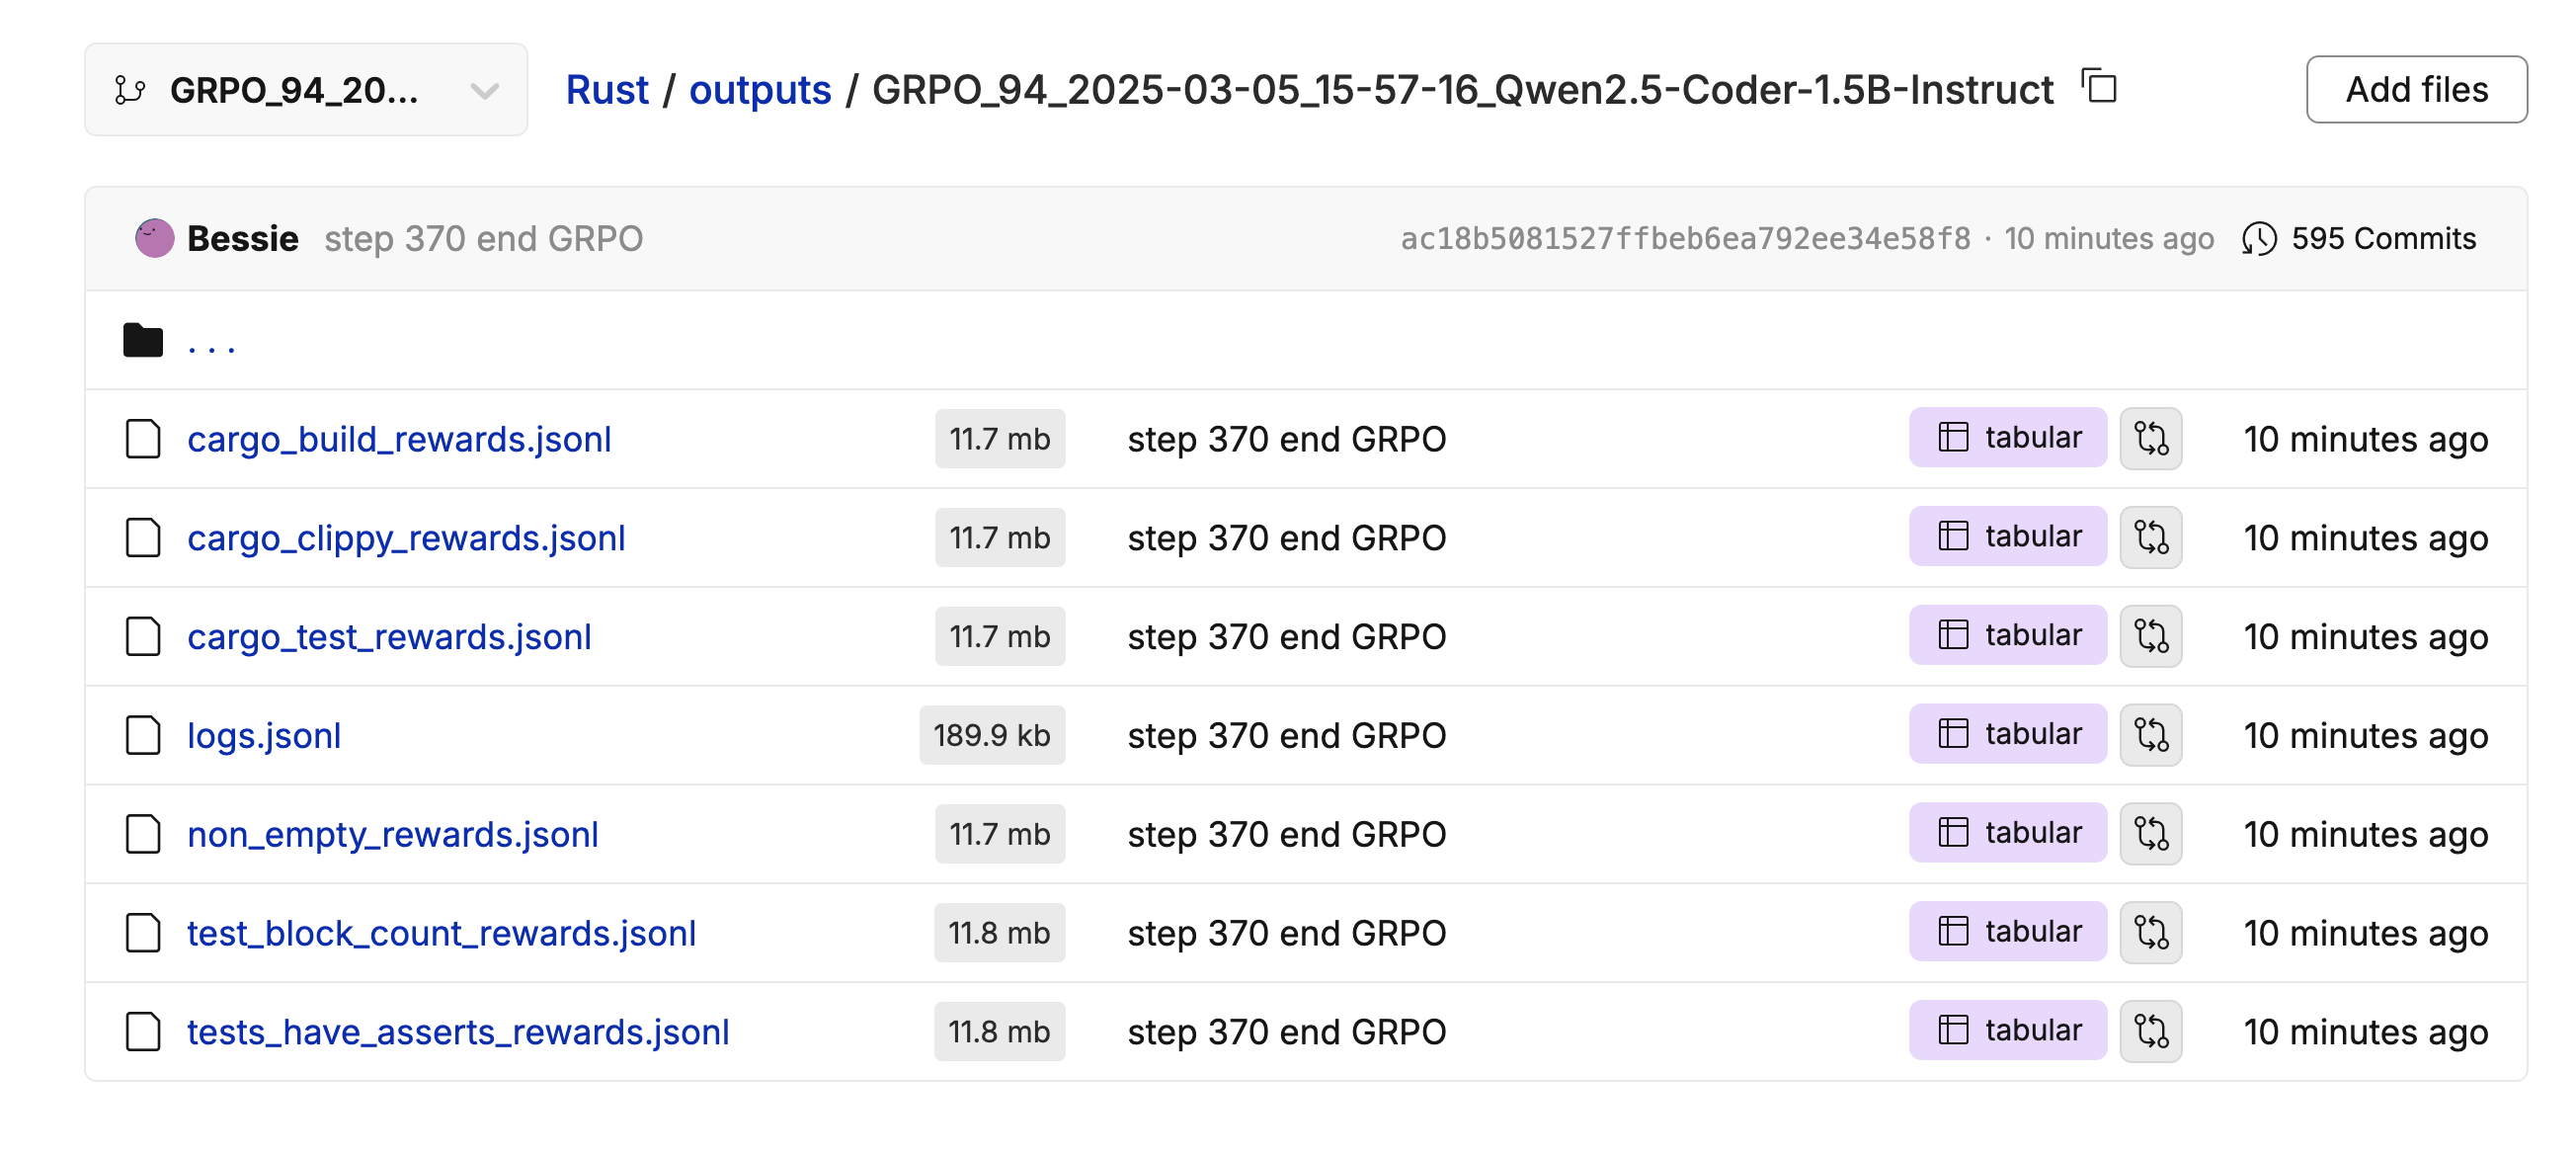 GRPO_94_20... Rust / outputs / GRPO_94_2025-03-05_15-57-16_Qwen2.5-Coder-1.5B-Instruct Add files
Bessie step 370 end GRPO ac18b5081527ffbeb6ea792ee34e58f8 · 10 minutes ago 595 Commits
...
cargo_build_rewards.jsonl 11.7 mb step 370 end GRPO tabular 10 minutes ago
cargo_clippy_rewards.jsonl 11.7 mb step 370 end GRPO tabular 10 minutes ago
cargo_test_rewards.jsonl 11.7 mb step 370 end GRPO tabular 10 minutes ago
logs.jsonl 189.9 kb step 370 end GRPO tabular 10 minutes ago
non_empty_rewards.jsonl 11.7 mb step 370 end GRPO tabular 10 minutes ago
test_block_count_rewards.jsonl 11.8 mb step 370 end GRPO tabular 10 minutes ago
tests_have_asserts_rewards.jsonl 11.8 mb step 370 end GRPO tabular 10 minutes ago